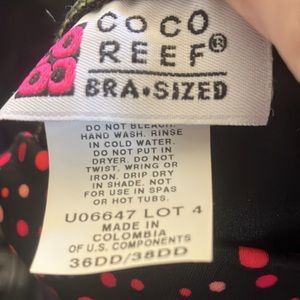 COCO
REEF®
BRA•SIZED
DO NOT BLEACH.
HAND WASH. RINSE
IN COLD WATER.
DO NOT PUT IN
DRYER. DO NOT
TWIST, WRING OR
IRON. DRIP DRY
IN SHADE. NOT
FOR USE IN SPAS
OR HOT TUBS.
U06647 LOT 4
MADE IN
COLOMBIA
OF U.S. COMPONENTS
36DD/38DD